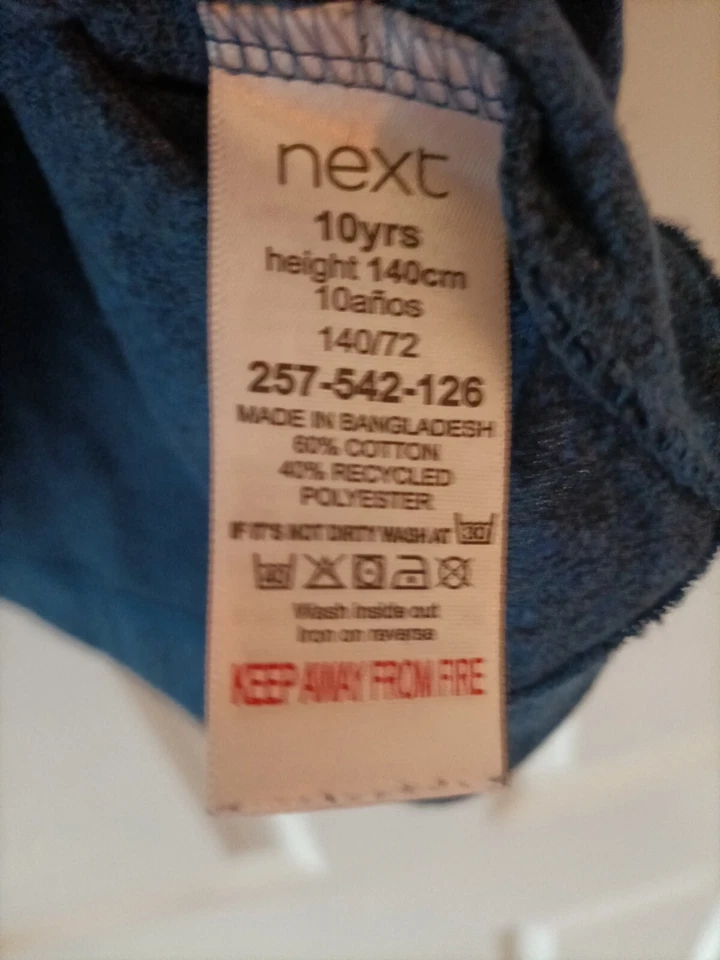 next
10yrs
height 140cm
10años
140/72
257-542-126
MADE IN BANGLADESH
60% COTTON
40% RECYCLED
POLYESTER
IF IT'S NOT DIRTY WASH AT 30
40
Wash inside out
Iron on reverse
KEEP AWAY FROM FIRE